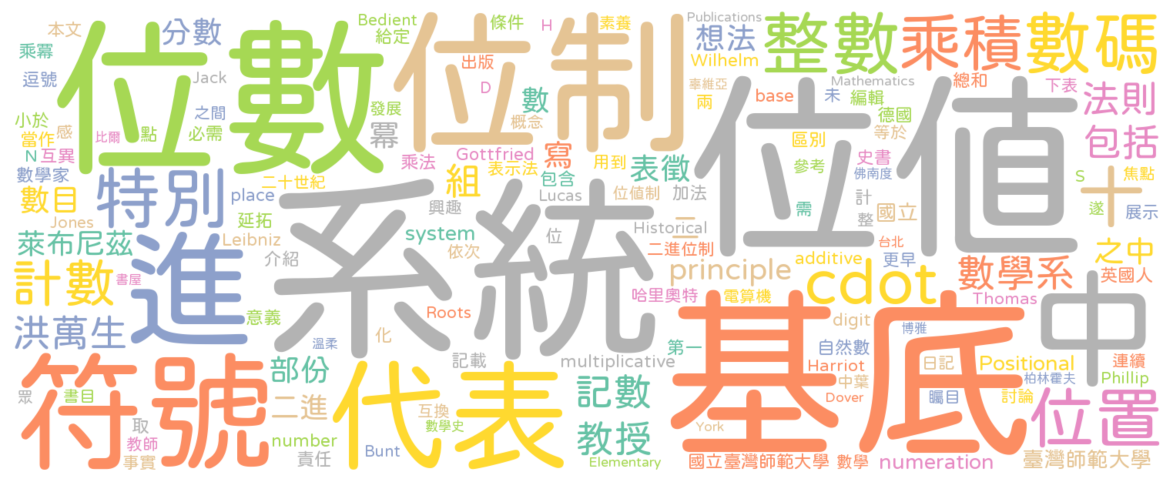 本文
分數
Bedient
給定
條件
H
素養
Publications
想法
整數
乘積
數碼
乘冪
位數
位制
出版
Wilhelm
逗號
Jack
D
辜維亞
Mathematics
總和
下表
之間
發展
數
兩
base
未
編輯
法則
小於
點
感
當作
比爾
必需
冪
概念
區別
德國
等於
包括
N
互異
乘法
Gottfried
寫
用到
表徵
位值
參考
史書
佛南度
S
焦點
數學家
特別
二十世紀
表示法
包含
組
十
數目
place
系統
興趣
Lucas
位值制
加法
需
計
國立
遂
展示
Jones
延拓
system
位
Historical
二
整
萊布尼茲
Leibniz
依次
二進位制
台北
之中
進
介紹
additive
更早
英國人
計數
書屋
principle
cdot
數學系
哈里奧特
電算機
Thomas
中
洪萬生
意義
Roots
基底
digit
博雅
溫柔
化
記載
multiplicative
第一
自然數
連續
符號
部份
代表
記數
Harriot
日記
Positional
中葉
柏林霍夫
Phillip
眾
書目
二進
互換
Dover
矚目
討論
位置
取
數學史
教授
York
教師
number
事實
責任
Bunt
Elementary
國立臺灣師範大學
數學
numeration
臺灣師範大學